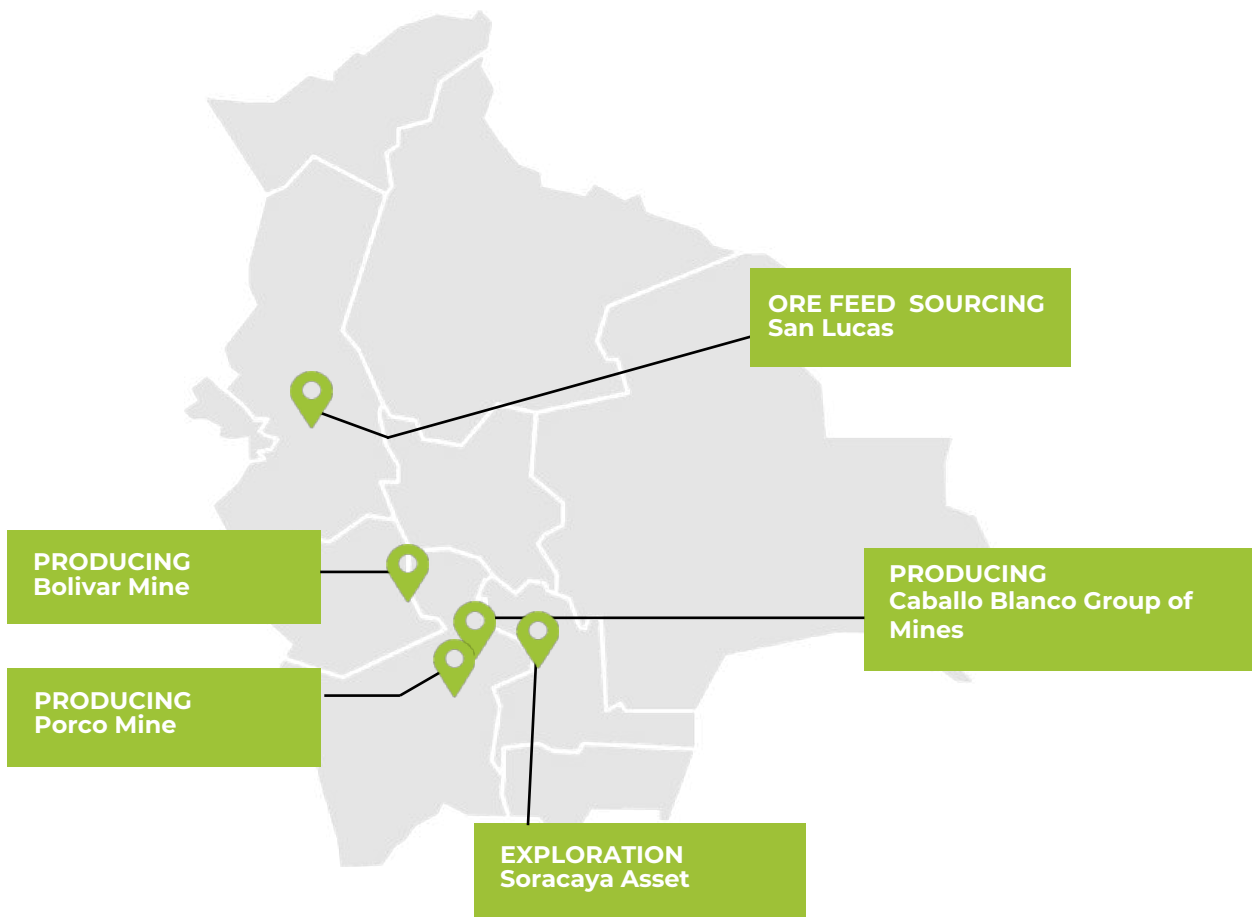 ORE FEED  SOURCING
San Lucas
PRODUCING
Bolivar Mine
PRODUCING
Caballo Blanco Group of
Mines
PRODUCING
Porco Mine
EXPLORATION
Soracaya Asset